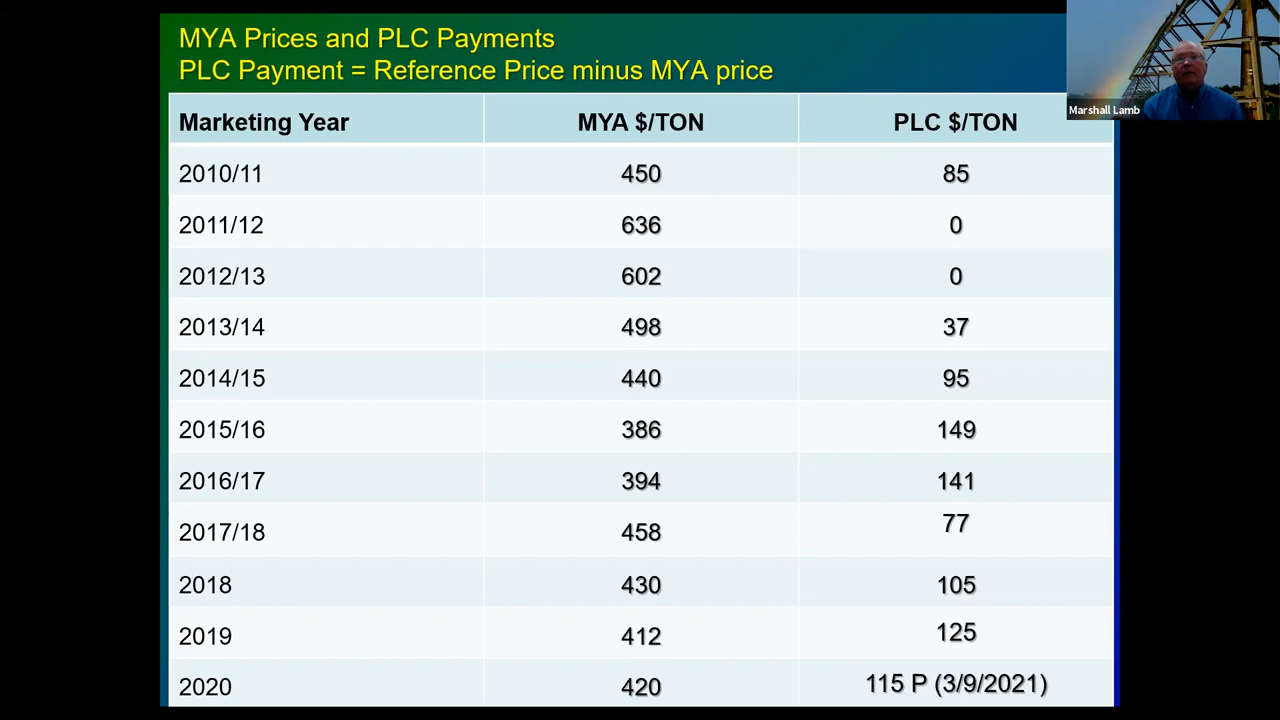 MYA Prices and PLC Payments
PLC Payment = Reference Price minus MYA price
Marshall Lamb
Marketing Year MYA $/TON PLC $/TON
2010/11 450 85
2011/12 636 0
2012/13 602 0
2013/14 498 37
2014/15 440 95
2015/16 386 149
2016/17 394 141
2017/18 458 77
2018 430 105
2019 412 125
2020 420 115 P (3/9/2021)